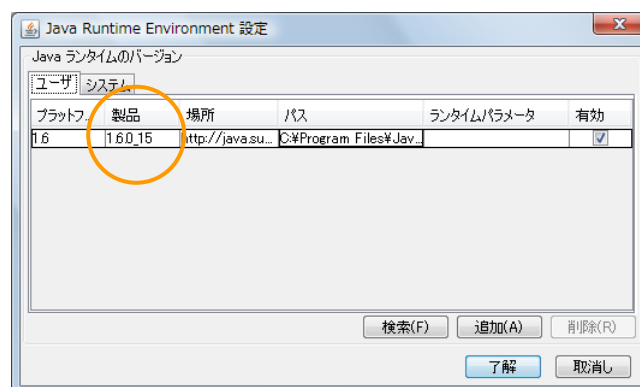 Java Runtime Environment 設定
Java ランタイムのバージョン
ユーザ システム
プラットフ... 製品 場所 パス ランタイムパラメータ 有効
1.6 1.6.0_15 http://java.su... C:¥Program Files¥Jav...
検索(F) 追加(A) 削除(R)
了解 取消し